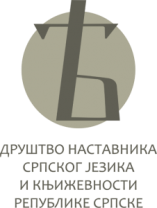 Ђ
ДРУШТВО НАСТАВНИКА
СРПСКОГ ЈЕЗИКА
И КЊИЖЕВНОСТИ
РЕПУБЛИКЕ СРПСКЕ